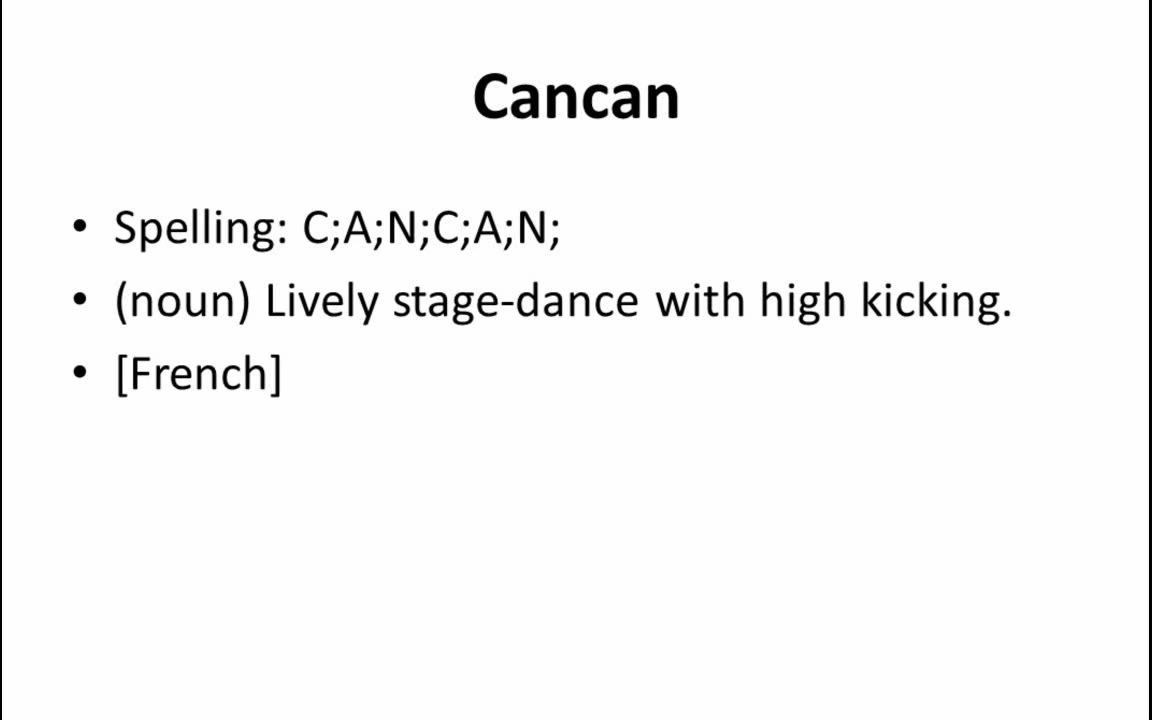 Cancan
• Spelling: C;A;N;C;A;N;
• (noun) Lively stage-dance with high kicking.
• [French]